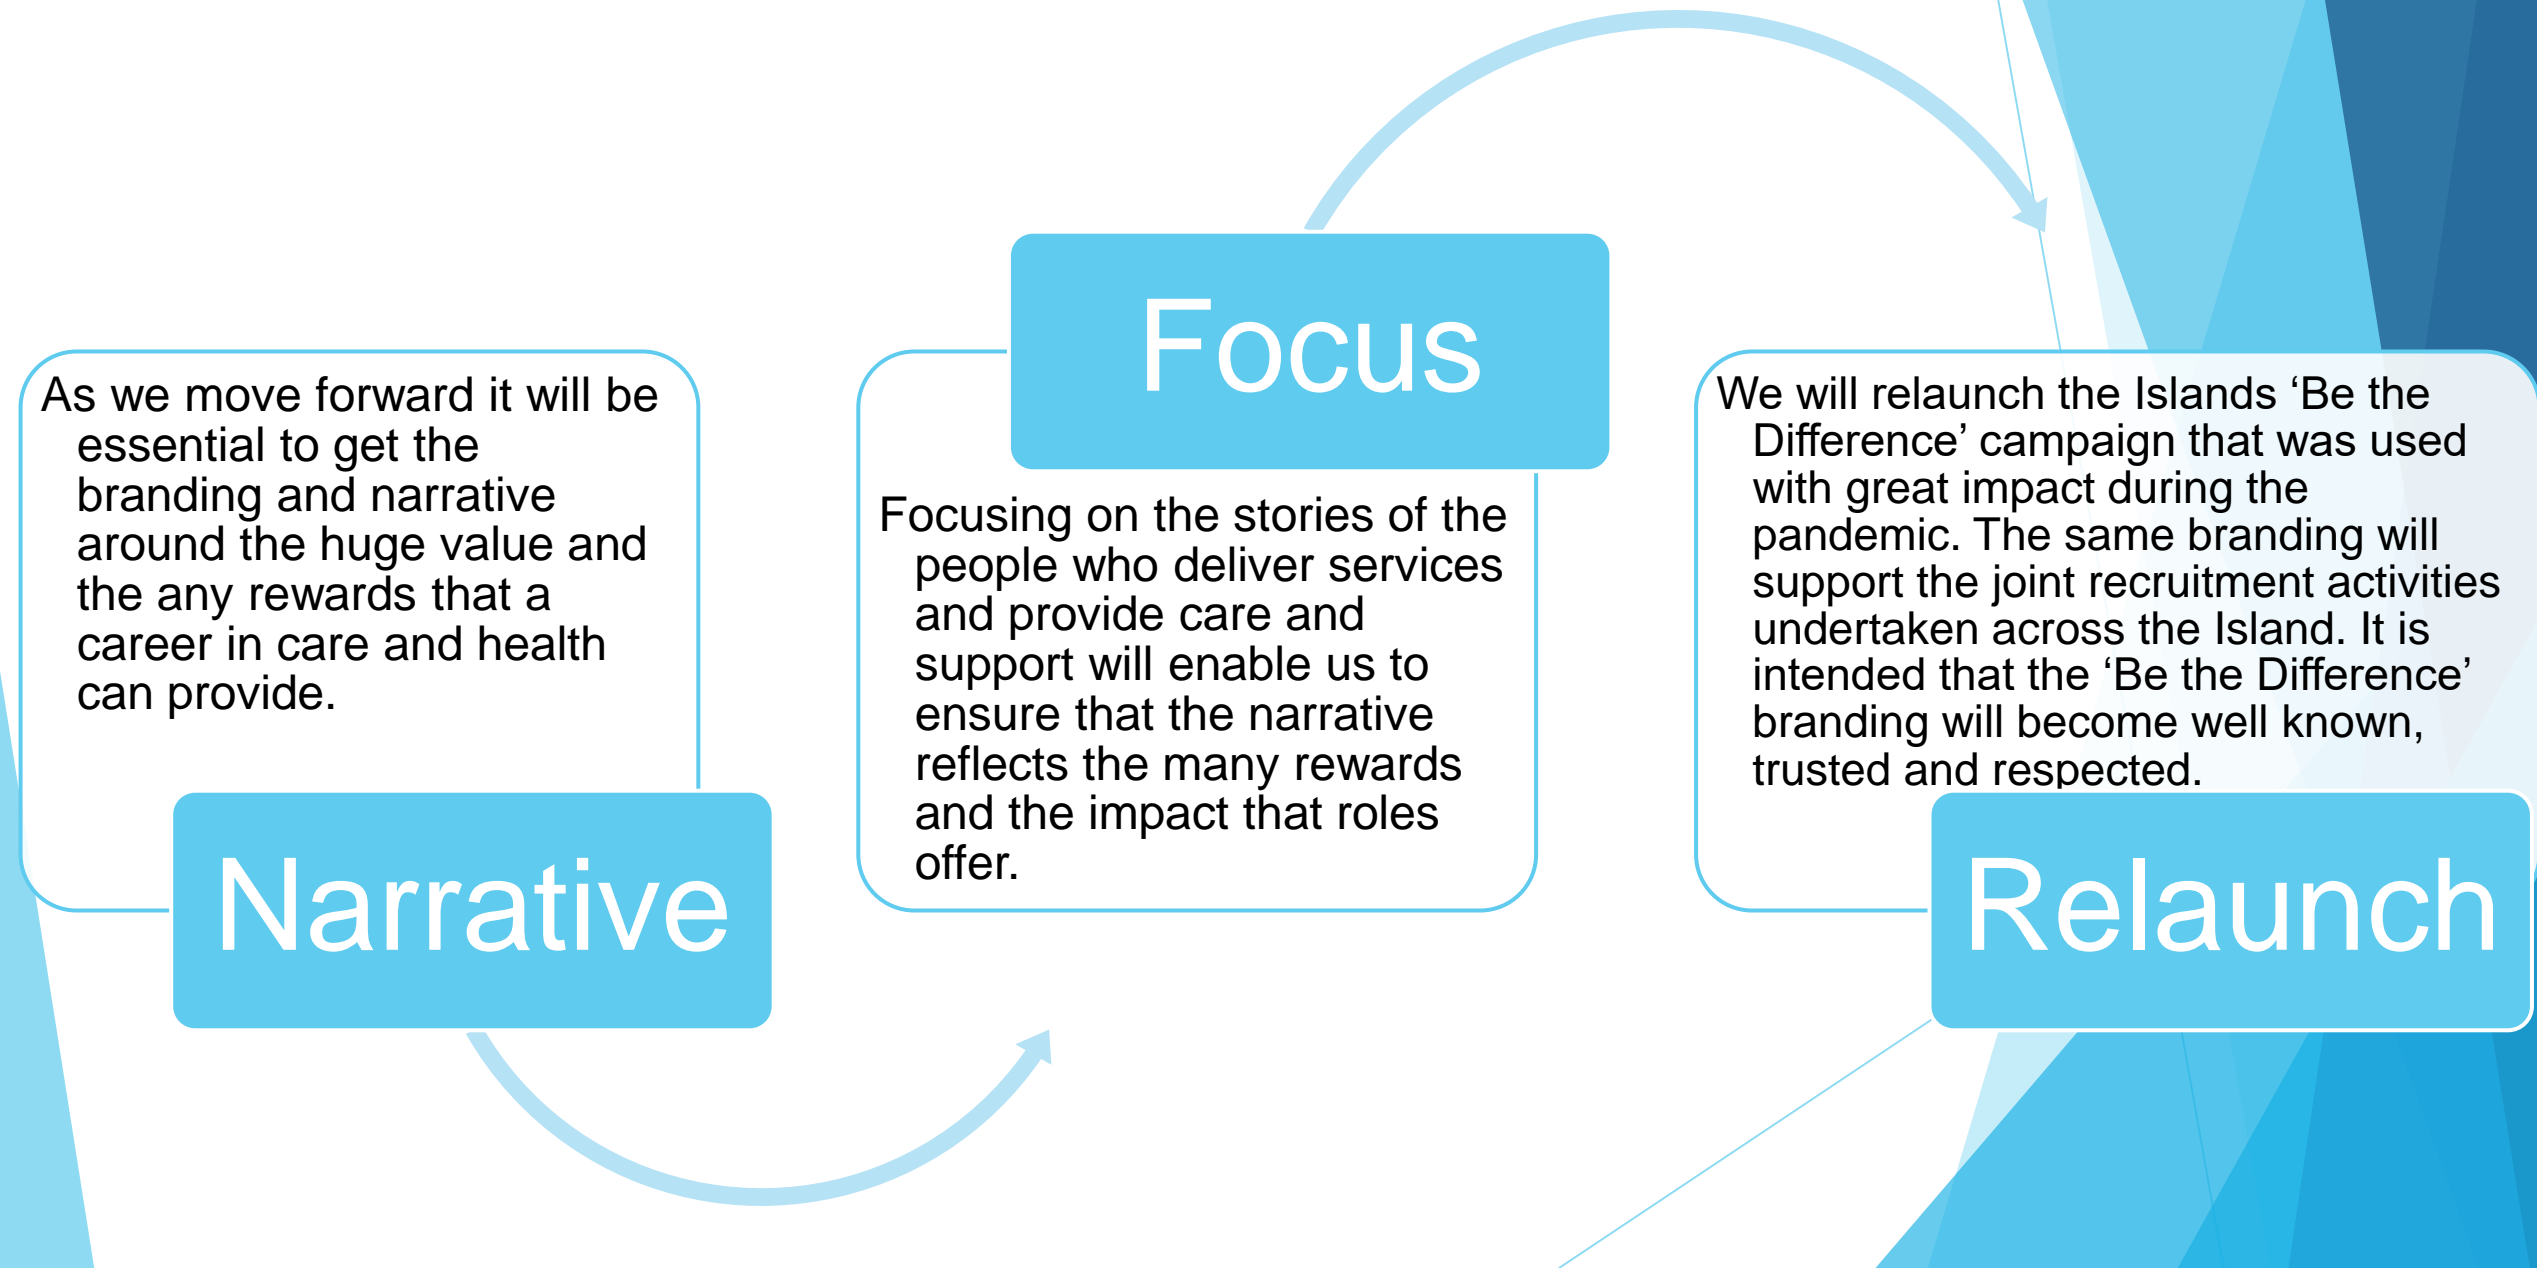 As we move forward it will be
essential to get the
branding and narrative
around the huge value and
the any rewards that a
career in care and health
can provide.
Narrative
Focus
Focusing on the stories of the
people who deliver services
and provide care and
support will enable us to
ensure that the narrative
reflects the many rewards
and the impact that roles
offer.
We will relaunch the Islands ‘Be the
Difference’ campaign that was used
with great impact during the
pandemic. The same branding will
support the joint recruitment activities
undertaken across the Island. It is
intended that the ‘Be the Difference’
branding will become well known,
trusted and respected.
Relaunch